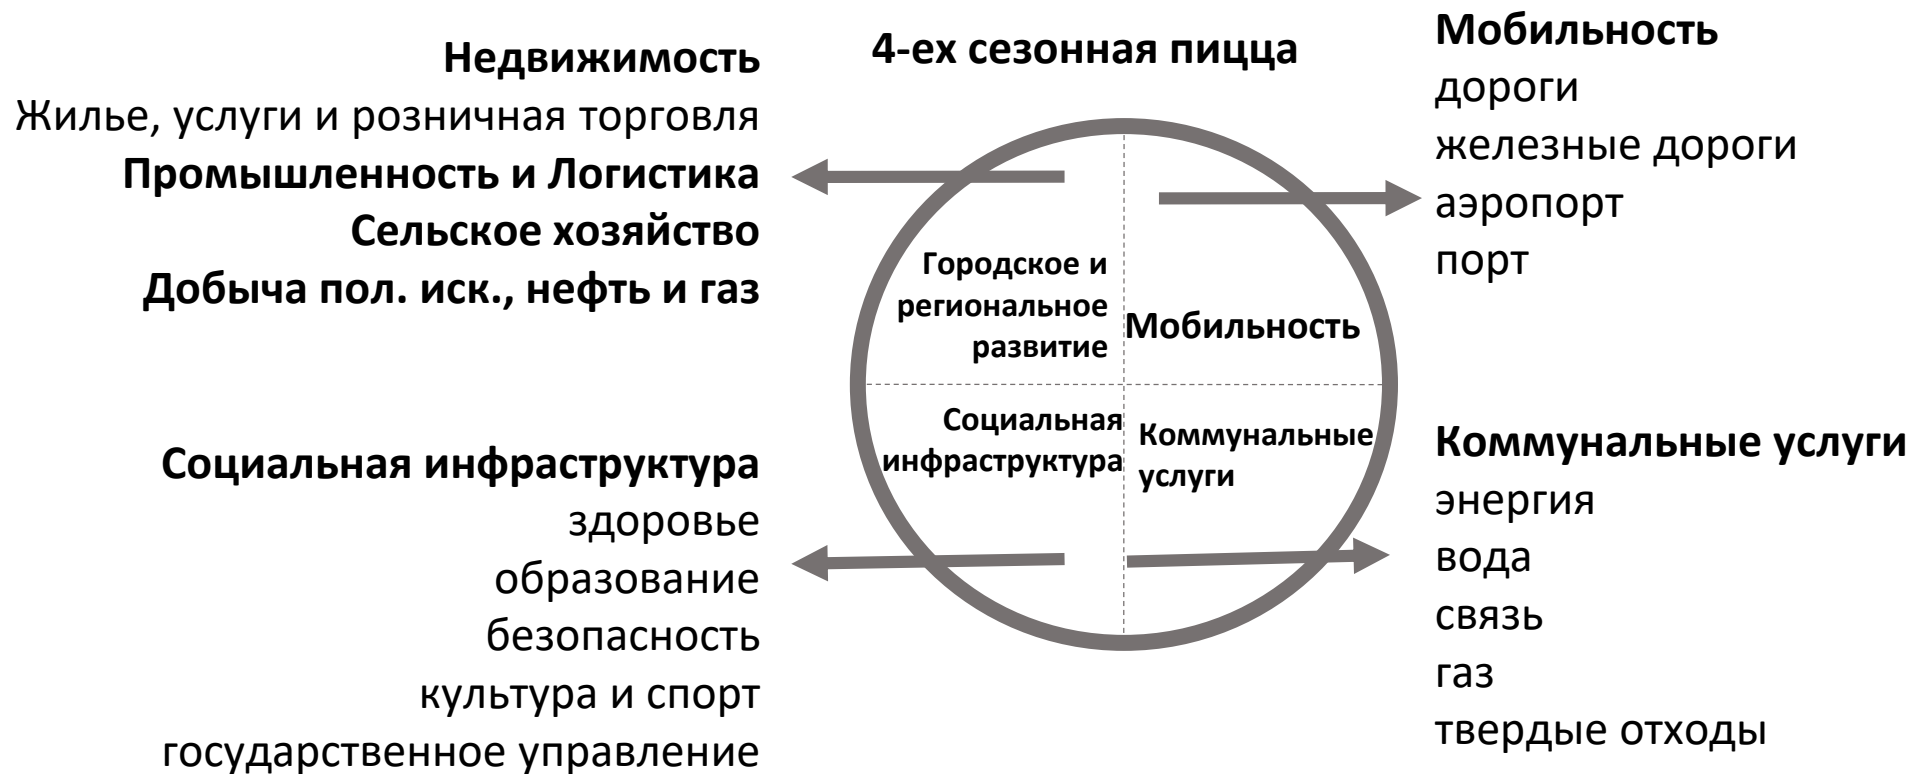 4-ех сезонная пицца
Недвижимость
Жилье, услуги и розничная торговля
Промышленность и Логистика
Сельское хозяйство
Добыча пол. иск., нефть и газ
Мобильность
дороги
железные дороги
аэропорт
порт
Городское и
региональное
развитие
Мобильность
Социальная
инфраструктура
Коммунальные
услуги
Социальная инфраструктура
здоровье
образование
безопасность
культура и спорт
государственное управление
Коммунальные услуги
энергия
вода
связь
газ
твердые отходы